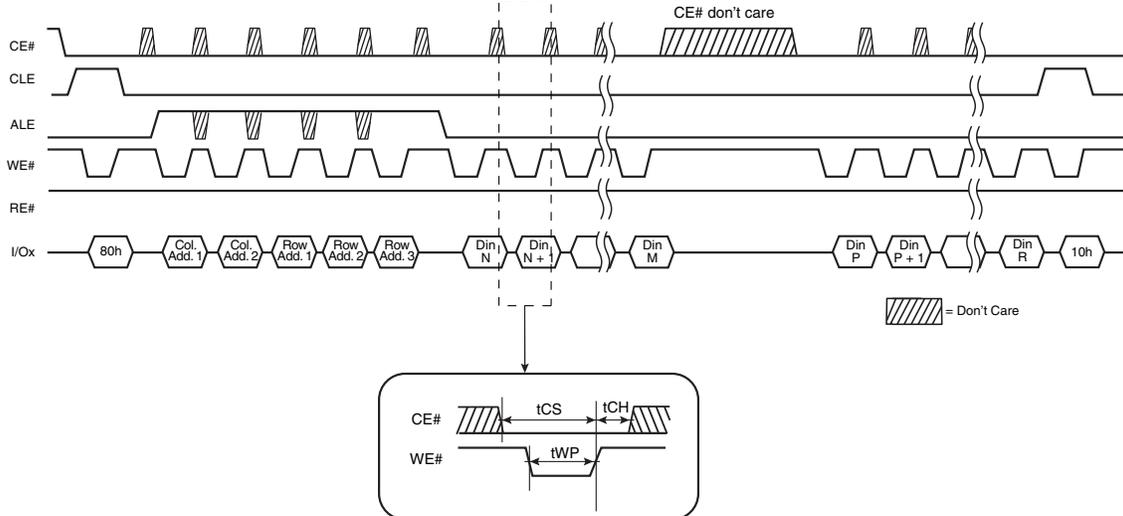 CE# don't care
CE#
CLE
ALE
WE#
RE#
I/Ox
80h
Col.
Add. 1
Col.
Add. 2
Row
Add. 1
Row
Add. 2
Row
Add. 3
Din
N
Din
N + 1
Din
M
Din
P
Din
P + 1
Din
R
10h
= Don't Care
CE#
tCS
tCH
WE#
tWP